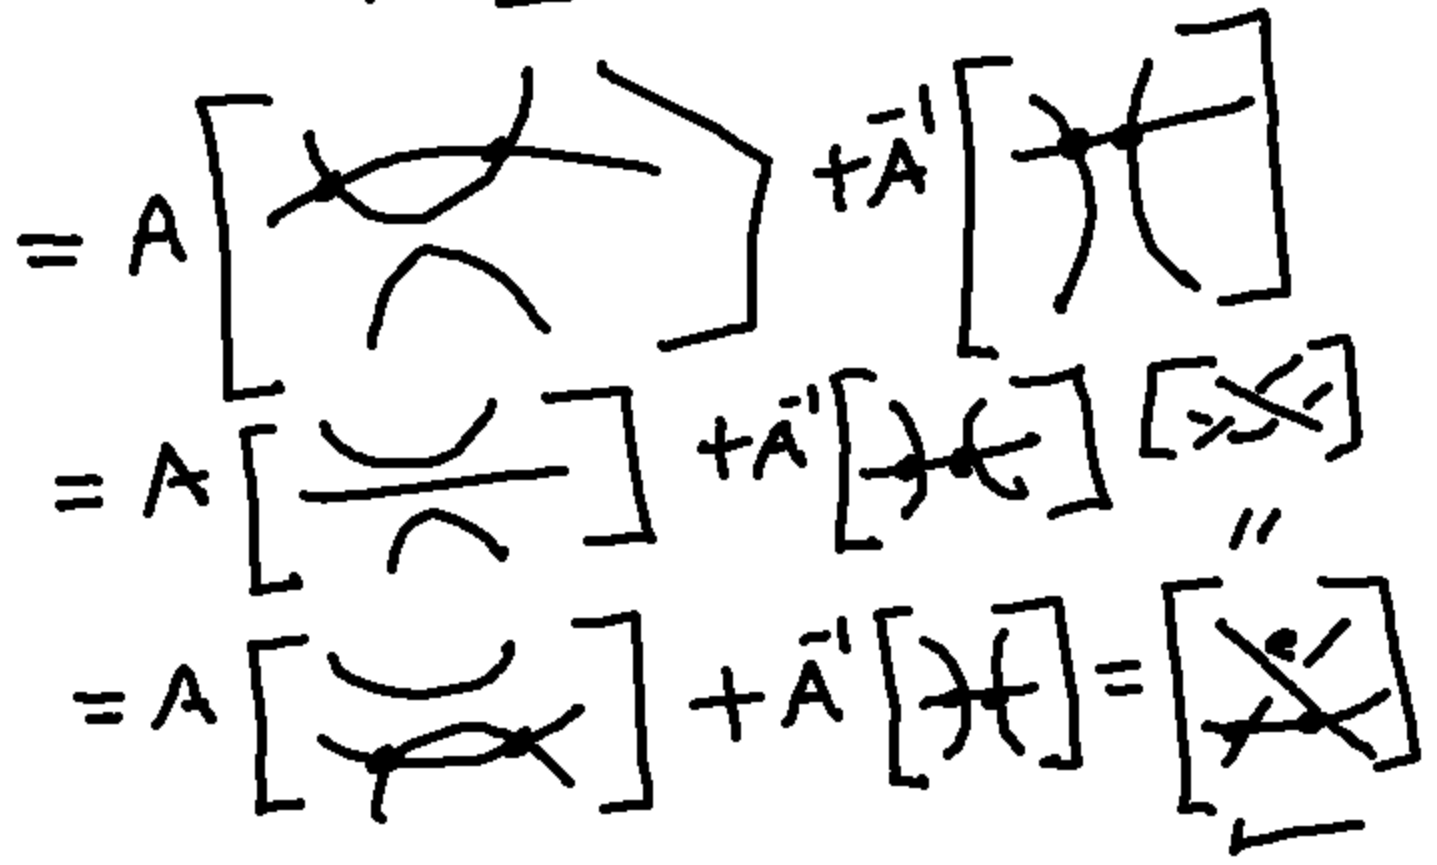 = A [ ] + A⁻¹ [ ]
= A [ ] + A⁻¹ [ ] [ ]
"
= A [ ] + A⁻¹ [ ] = [ ]